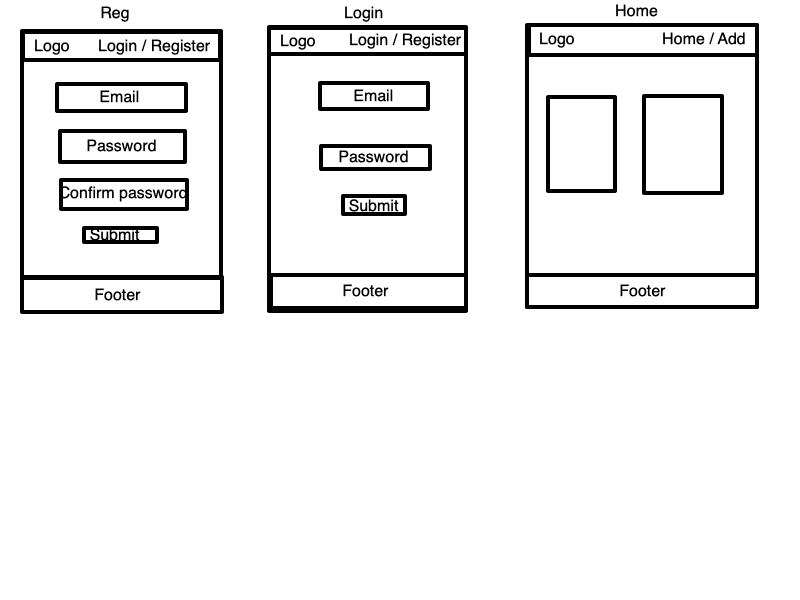 Reg
Logo Login / Register
Email
Password
Confirm password
Submit
Footer
Login
Logo Login / Register
Email
Password
Submit
Footer
Home
Logo Home / Add
Footer